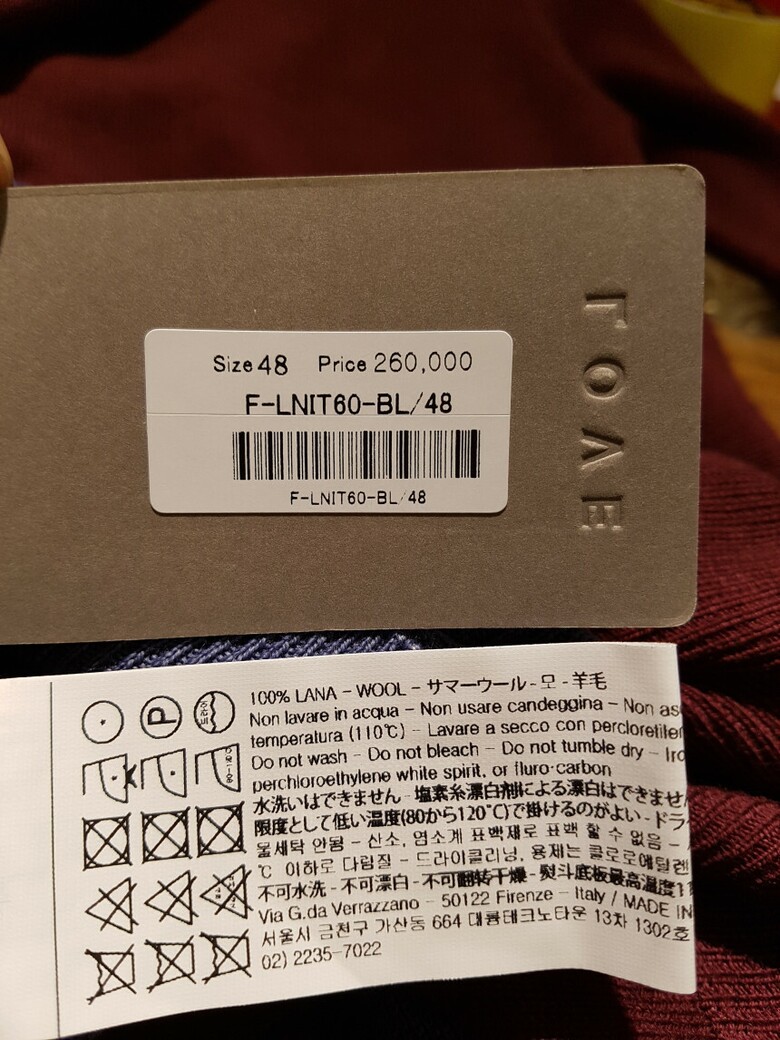 Size 48 Price 260,000
F-LNIT60-BL/48
F-LNIT60-BL/48
ΓΟΛΕ
P
100% LANA - WOOL - サマーウール - 모 - 羊毛
Non lavare in acqua - Non usare candeggina - Non as
temperatura (110℃) - Lavare a secco con percloretilen
Do not wash - Do not bleach - Do not tumble dry - Iro
perchloroethylene white spirit, or fluro-carbon
水洗いはできません - 塩素糸漂白剤による漂白はできませ
限度として低い温度(80から120℃)で掛けるのがよい - ドラ
물세탁 안됨 - 산소, 염소계 표백제로 표백 할 수 없음 -
℃ 이하로 다림질 - 드라이클리닝, 용제는 클로로에틸렌
不可水洗 - 不可漂白 - 不可翻转干燥 - 熨斗底板最高温度1
Via G.da Verrazzano - 50122 Firenze - Italy / MADE IN
서울시 금천구 가산동 664 대륭테크노타운 13차 1302호
02) 2235-7022